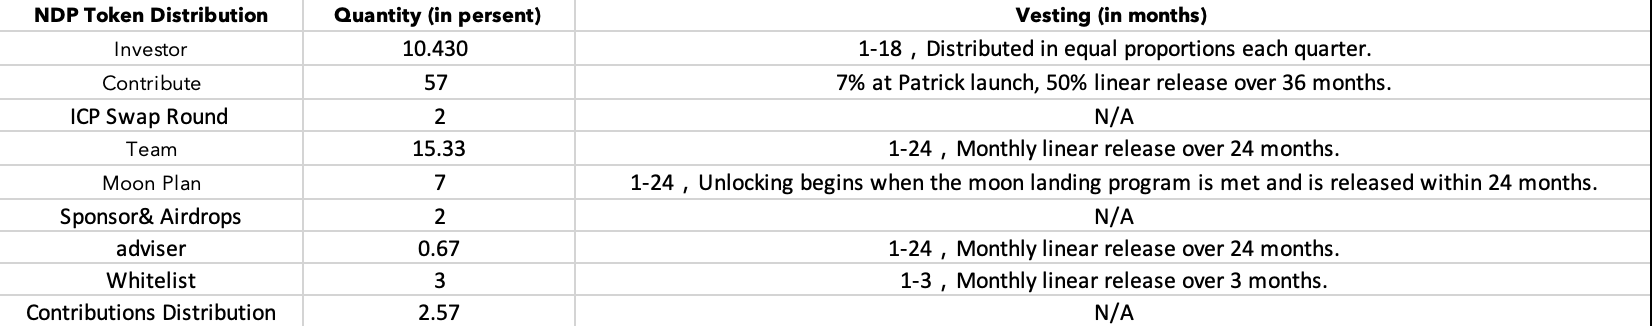 NDP Token Distribution Quantity (in persent) Vesting (in months)
Investor 10.430 1-18 , Distributed in equal proportions each quarter.
Contribute 57 7% at Patrick launch, 50% linear release over 36 months.
ICP Swap Round 2 N/A
Team 15.33 1-24 , Monthly linear release over 24 months.
Moon Plan 7 1-24 , Unlocking begins when the moon landing program is met and is released within 24 months.
Sponsor& Airdrops 2 N/A
adviser 0.67 1-24 , Monthly linear release over 24 months.
Whitelist 3 1-3 , Monthly linear release over 3 months.
Contributions Distribution 2.57 N/A